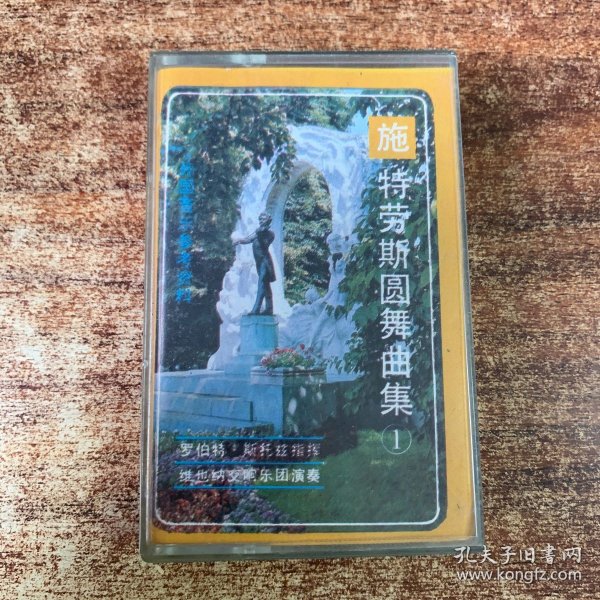 施特劳斯圆舞曲集①
罗伯特·斯托兹指挥
维也纳交响乐团演奏
孔夫子旧书网
www.kongfz.com